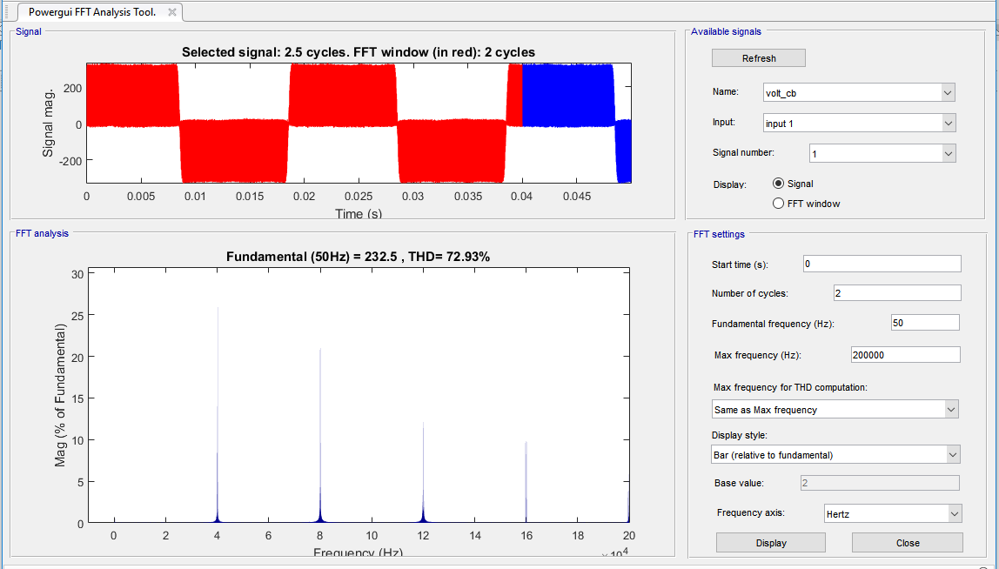 Powergui FFT Analysis Tool.
Signal
Selected signal: 2.5 cycles. FFT window (in red): 2 cycles
Signal mag.
200
0
-200
0 0.005 0.01 0.015 0.02 0.025 0.03 0.035 0.04 0.045
Time (s)
FFT analysis
Fundamental (50Hz) = 232.5 , THD= 72.93%
Mag (% of Fundamental)
30
25
20
15
10
5
0
0 2 4 6 8 10 12 14 16 18 20
Frequency (Hz)
×10^4
Available signals
Refresh
Name: volt_cb
Input: input 1
Signal number: 1
Display: Signal
FFT window
FFT settings
Start time (s): 0
Number of cycles: 2
Fundamental frequency (Hz): 50
Max frequency (Hz): 200000
Max frequency for THD computation:
Same as Max frequency
Display style:
Bar (relative to fundamental)
Base value: 2
Frequency axis: Hertz
Display Close